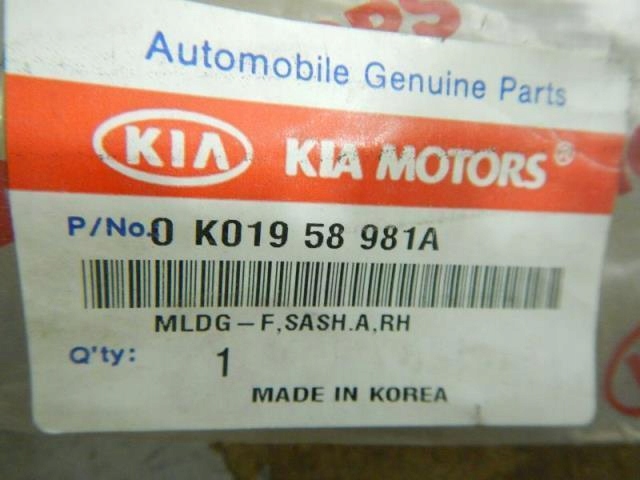 Automobile Genuine Parts
KIA KIA MOTORS®
P/No.: 0 K019 58 981A
MLDG-F,SASH.A,RH
Q'ty: 1
MADE IN KOREA
KIA